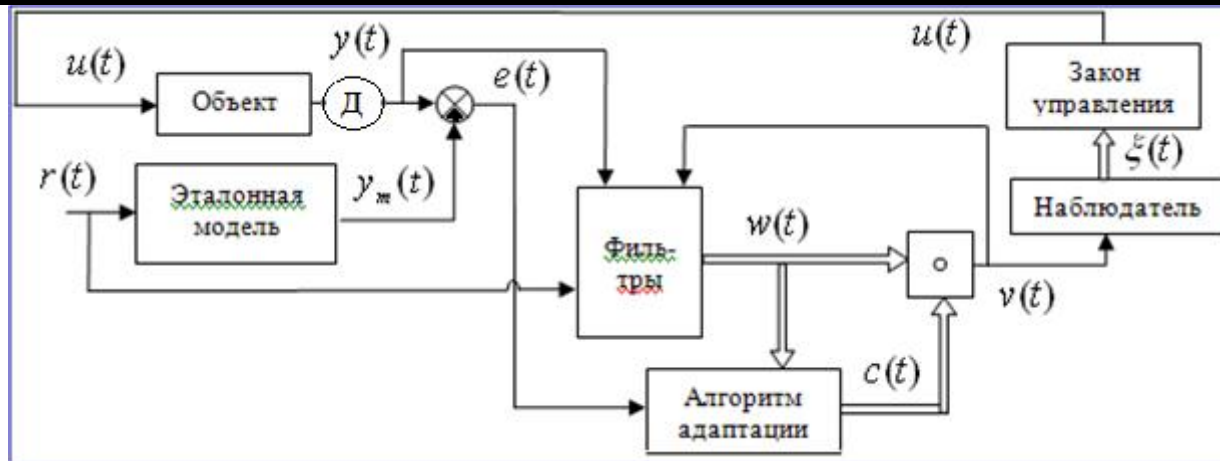 y(t)
u(t)
u(t)
e(t)
Закон
управления
Объект
Д
ξ(t)
r(t)
Эталонная
модель
y_m(t)
Наблюдатель
w(t)
Филь-
тры
v(t)
c(t)
Алгоритм
адаптации